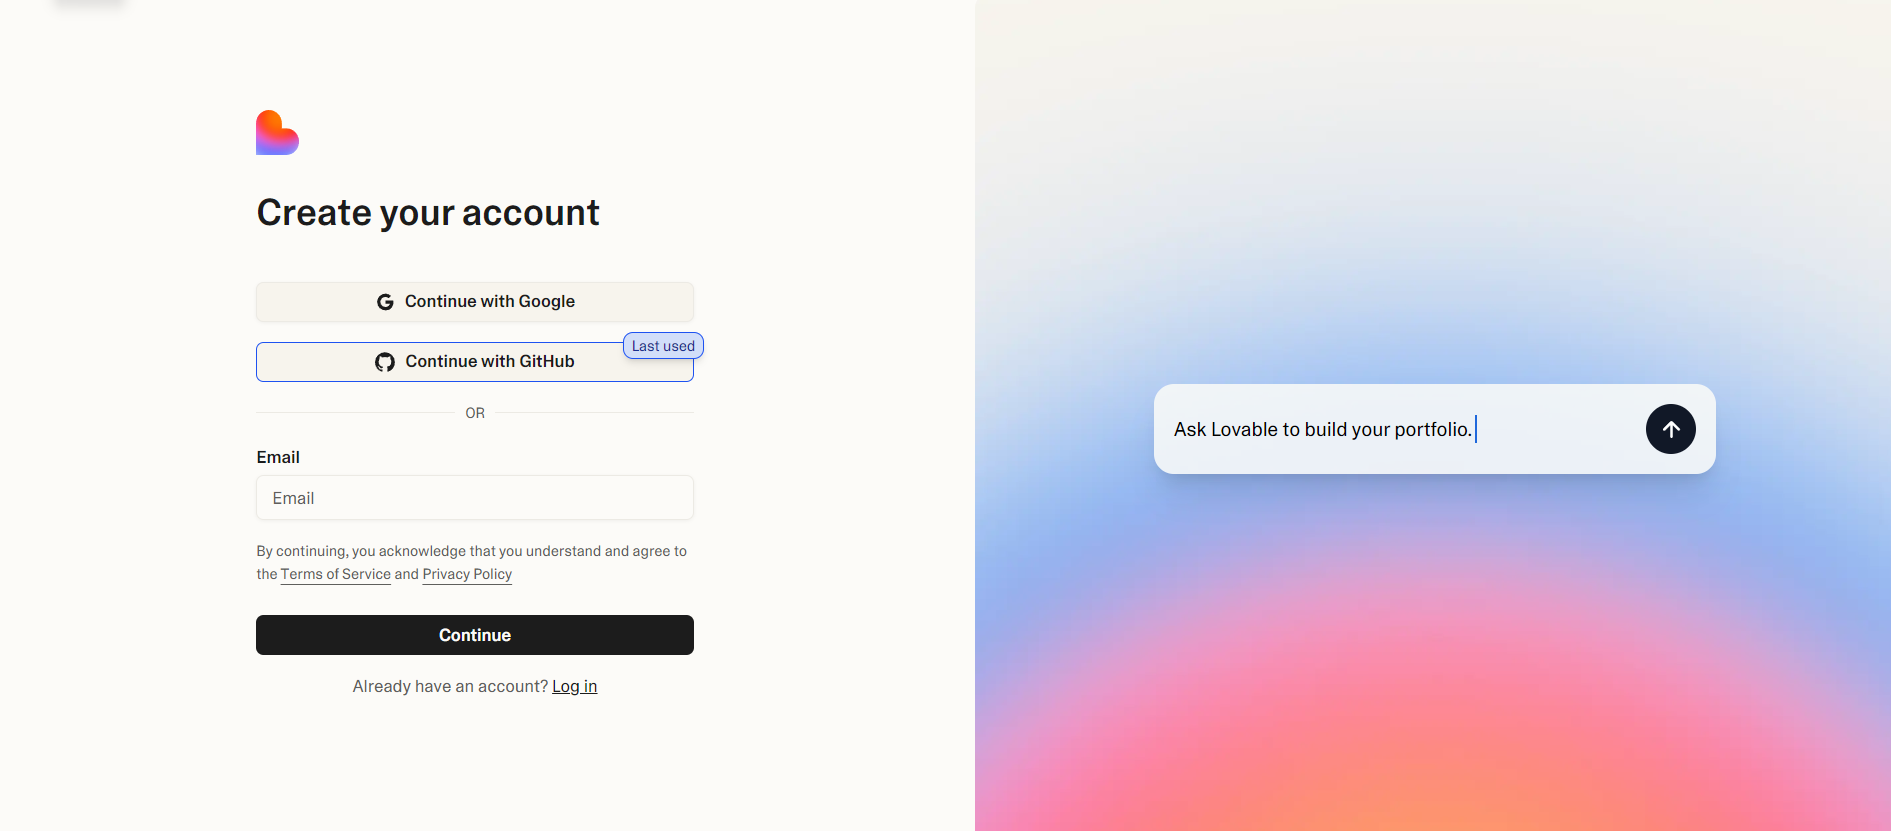 Create your account
Continue with Google
Last used
Continue with GitHub
OR
Email
Email
By continuing, you acknowledge that you understand and agree to
the Terms of Service and Privacy Policy
Continue
Already have an account? Log in
Ask Lovable to build your portfolio.